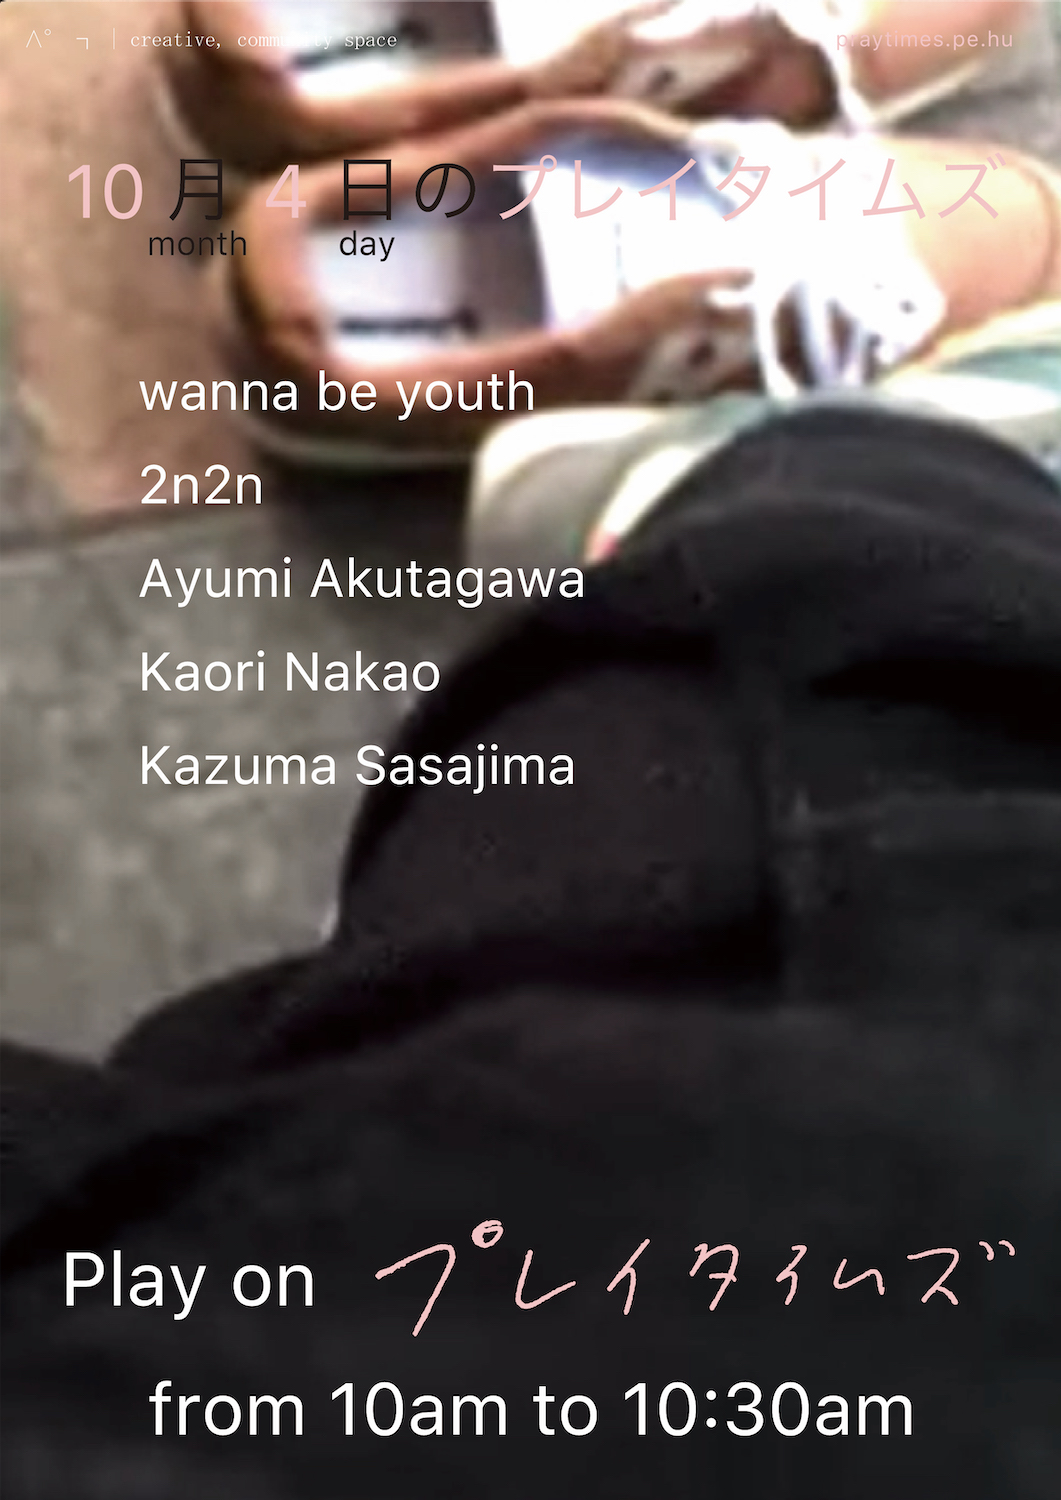 ㅅ° ㄱ | creative, community space
praytimes.pe.hu
10月4日のプレイタイムズ
month day
wanna be youth
2n2n
Ayumi Akutagawa
Kaori Nakao
Kazuma Sasajima
Play on プレイタイムズ
from 10am to 10:30am